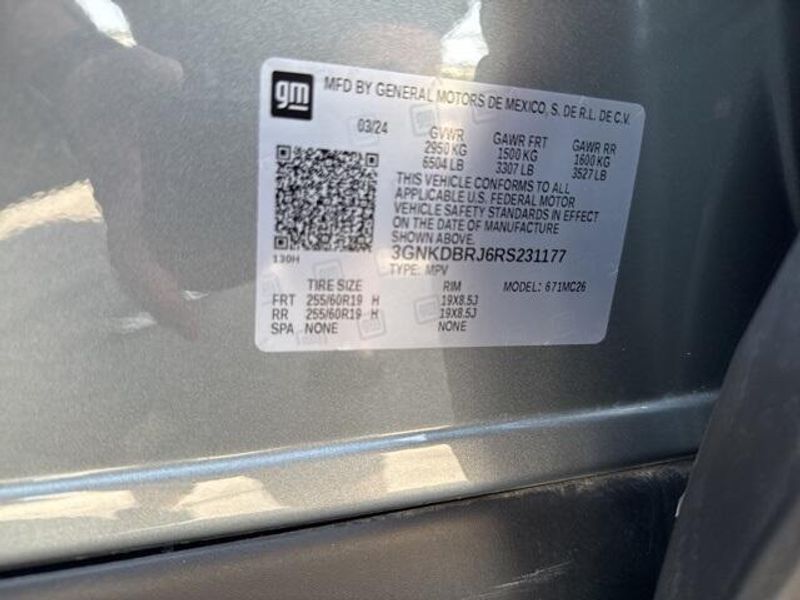 gm
MFD BY GENERAL MOTORS DE MEXICO, S. DE R.L. DE C.V.
03/24 GVWR GAWR FRT GAWR RR
2950 KG 1500 KG 1600 KG
6504 LB 3307 LB 3527 LB
THIS VEHICLE CONFORMS TO ALL
APPLICABLE U.S. FEDERAL MOTOR
VEHICLE SAFETY STANDARDS IN EFFECT
ON THE DATE OF MANUFACTURE
SHOWN ABOVE.
130H 3GNKDBRJ6RS231177
TYPE: MPV MODEL: 671MC26
TIRE SIZE RIM
FRT 255/60R19 H 19X8.5J
RR 255/60R19 H 19X8.5J
SPA NONE NONE